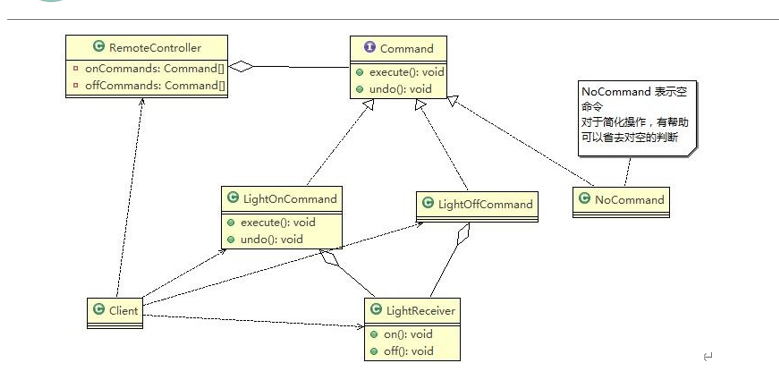 RemoteController
onCommands: Command[]
offCommands: Command[]
Command
execute(): void
undo(): void
NoCommand 表示空
命令
对于简化操作，有帮助
可以省去对空的判断
LightOnCommand
execute(): void
undo(): void
LightOffCommand
NoCommand
Client
LightReceiver
on(): void
off(): void